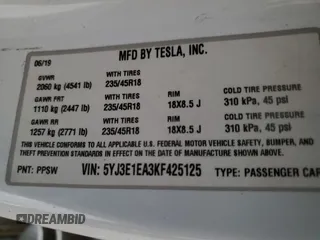 06/19 MFD BY TESLA, INC.
GVWR WITH TIRES
2060 kg (4541 lb) 235/45R18
GAWR FRT WITH TIRES RIM COLD TIRE PRESSURE
1110 kg (2447 lb) 235/45R18 18X8.5 J 310 kPa, 45 psi
GAWR RR WITH TIRES RIM COLD TIRE PRESSURE
1257 kg (2771 lb) 235/45R18 18X8.5 J 310 kPa, 45 psi
THIS VEHICLE CONFORMS TO ALL APPLICABLE U.S. FEDERAL MOTOR VEHICLE SAFETY, BUMPER, AND
THEFT PREVENTION STANDARDS IN EFFECT ON THE DATE OF MANUFACTURE SHOWN ABOVE.
PNT: PPSW VIN: 5YJ3E1EA3KF425125 TYPE: PASSENGER CAR
DREAMBID